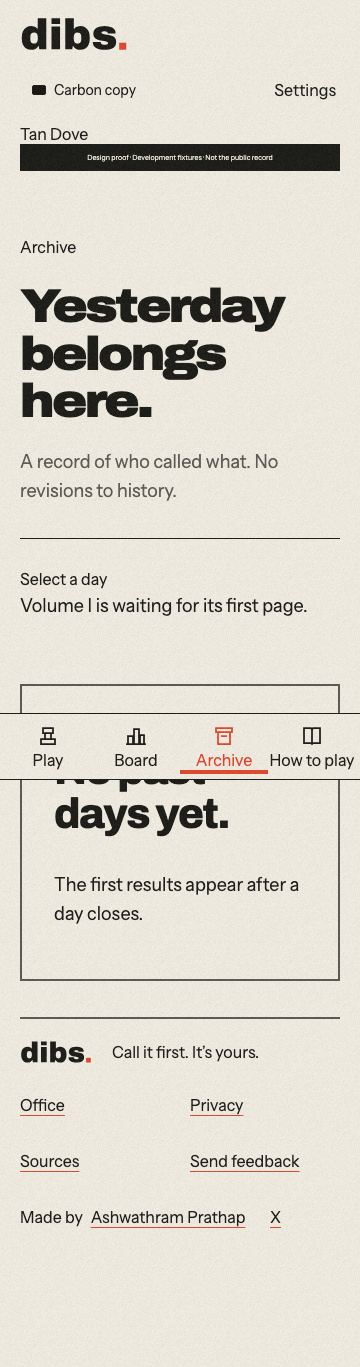 dibs.
Carbon copy
Settings
Tan Dove
Design proof · Development fixtures · Not the public record
Archive
Yesterday
belongs
here.
A record of who called what. No
revisions to history.
Select a day
Volume I is waiting for its first page.
Play
Board
Archive
How to play
No past
days yet.
The first results appear after a
day closes.
dibs.
Call it first. It’s yours.
Office
Privacy
Sources
Send feedback
Made by Ashwathram Prathap X